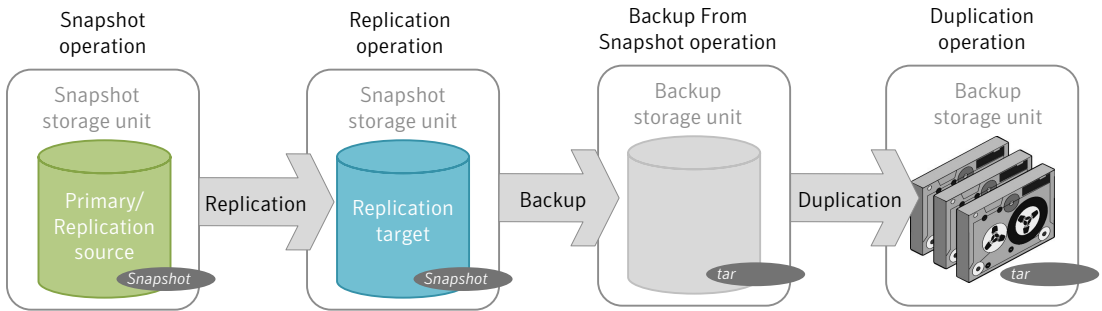 Snapshot
operation
Replication
operation
Backup From
Snapshot operation
Duplication
operation
Snapshot
storage unit
Primary/
Replication
source
Snapshot
Replication
Snapshot
storage unit
Replication
target
Snapshot
Backup
Backup
storage unit
tar
Duplication
Backup
storage unit
tar